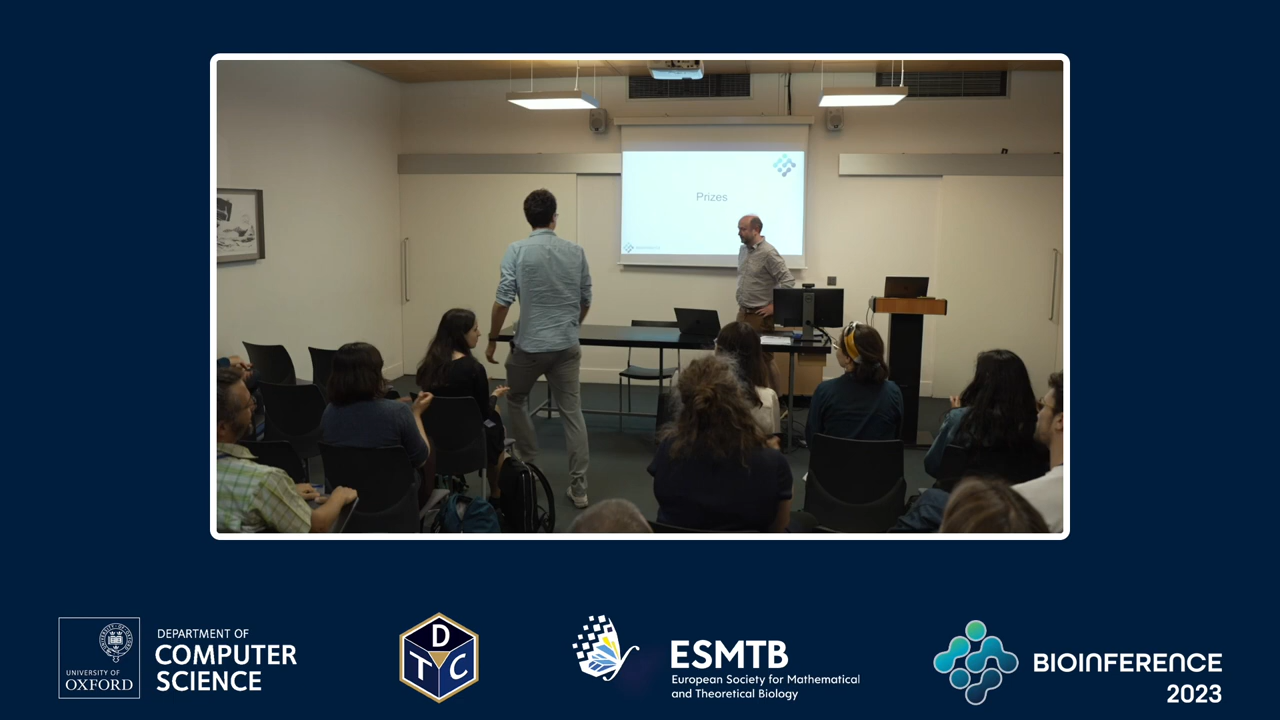 Prizes
UNIVERSITY OF
OXFORD
DEPARTMENT OF
COMPUTER
SCIENCE
D
T C
ESMTB
European Society for Mathematical
and Theoretical Biology
BIOINFERENCE
2023